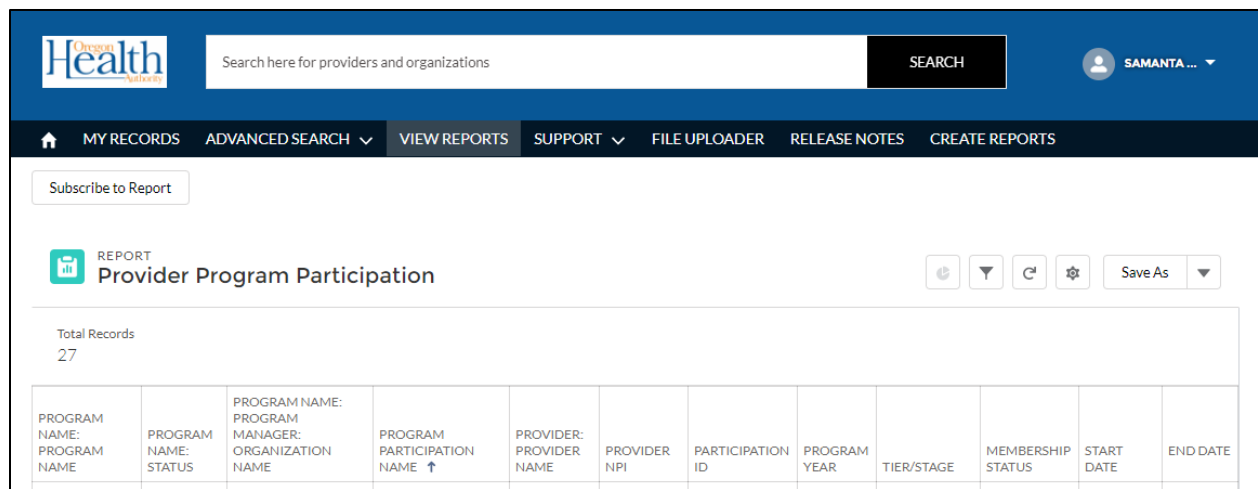 Oregon
Health
Authority
Search here for providers and organizations
SEARCH
SAMANTA ...
MY RECORDS ADVANCED SEARCH VIEW REPORTS SUPPORT FILE UPLOADER RELEASE NOTES CREATE REPORTS
Subscribe to Report
REPORT
Provider Program Participation
Save As
Total Records
27
PROGRAM
NAME:
PROGRAM
NAME
PROGRAM
NAME:
STATUS
PROGRAM NAME:
PROGRAM
MANAGER:
ORGANIZATION
NAME
PROGRAM
PARTICIPATION
NAME ↑
PROVIDER:
PROVIDER
NAME
PROVIDER
NPI
PARTICIPATION
ID
PROGRAM
YEAR
TIER/STAGE
MEMBERSHIP
STATUS
START
DATE
END DATE